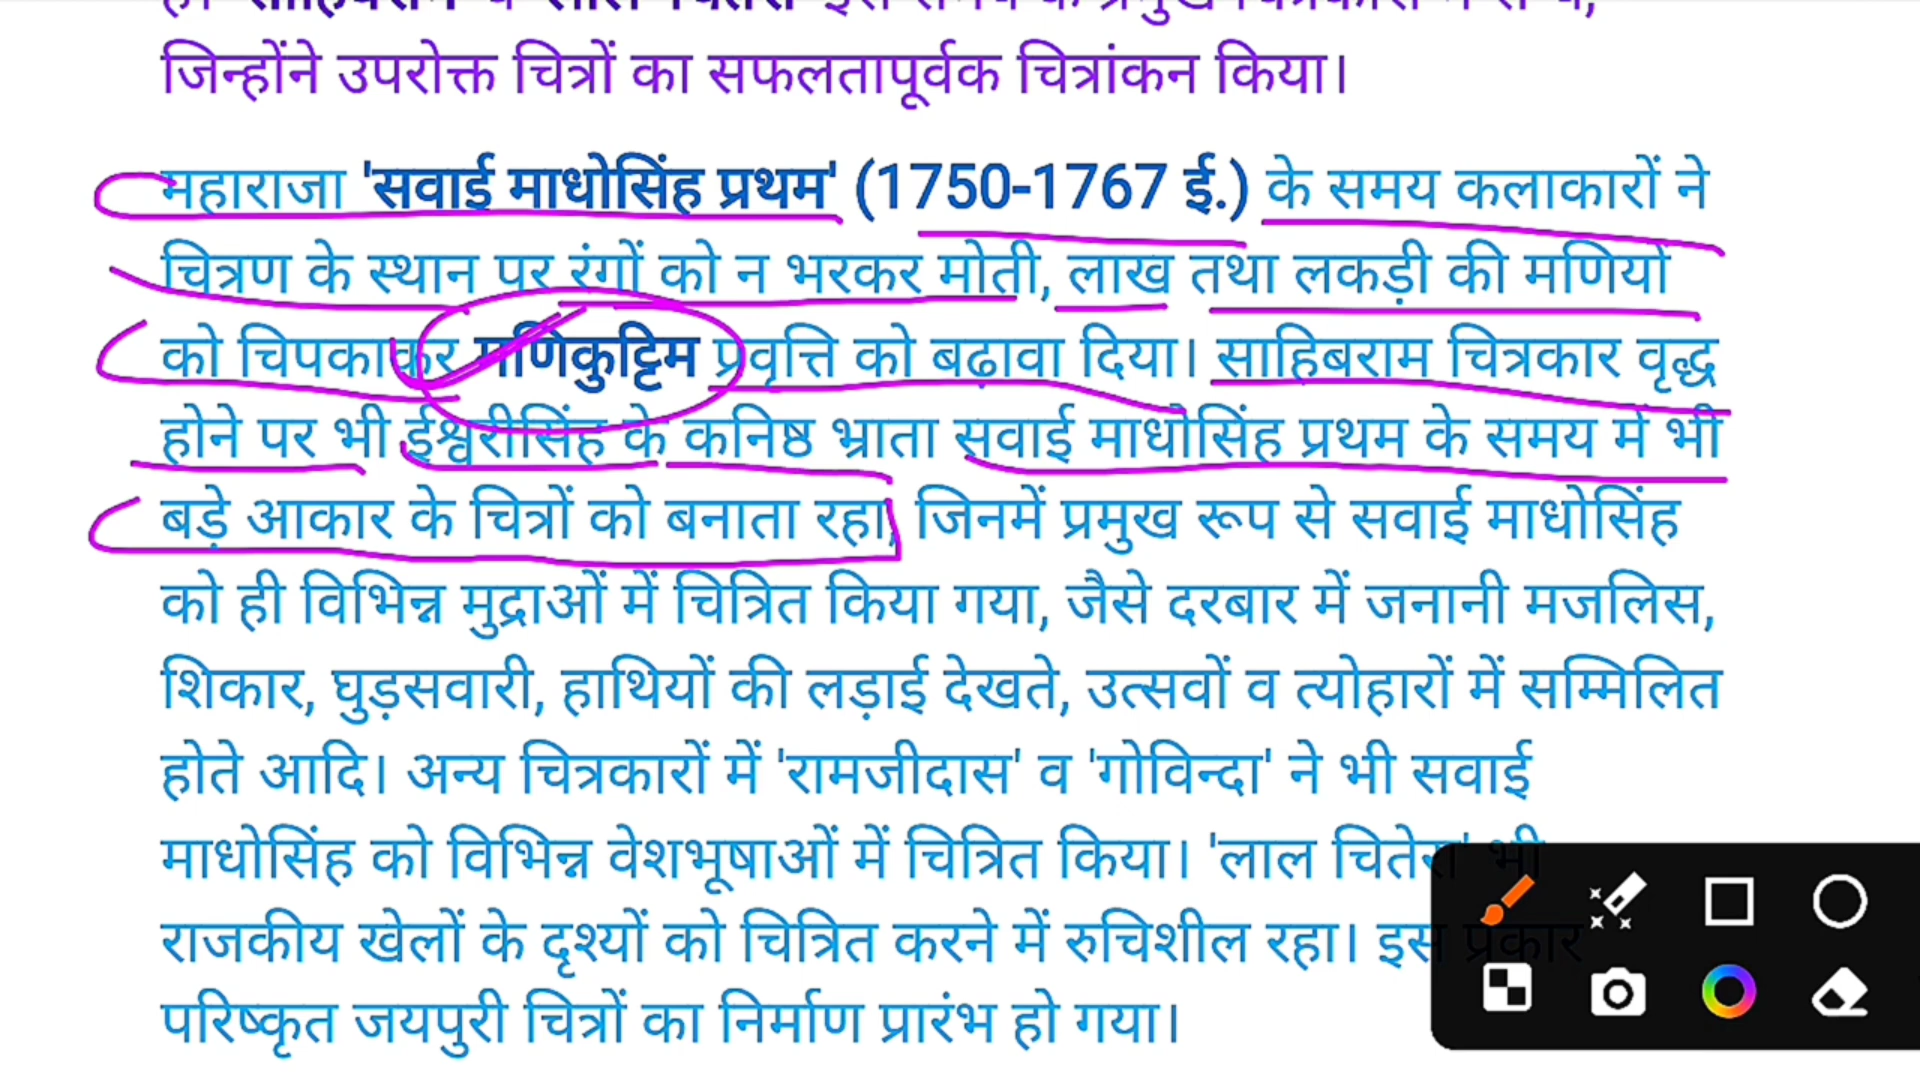 जिन्होंने उपरोक्त चित्रों का सफलतापूर्वक चित्रांकन किया।
महाराजा 'सवाई माधोसिंह प्रथम' (1750-1767 ई.) के समय कलाकारों ने
चित्रण के स्थान पर रंगों को न भरकर मोती, लाख तथा लकड़ी की मणियों
को चिपकाकर मणिकुट्टिम प्रवृत्ति को बढ़ावा दिया। साहिबराम चित्रकार वृद्ध
होने पर भी ईश्वरीसिंह के कनिष्ठ भ्राता सवाई माधोसिंह प्रथम के समय में भी
बड़े आकार के चित्रों को बनाता रहा, जिनमें प्रमुख रूप से सवाई माधोसिंह
को ही विभिन्न मुद्राओं में चित्रित किया गया, जैसे दरबार में जनानी मजलिस,
शिकार, घुड़सवारी, हाथियों की लड़ाई देखते, उत्सवों व त्योहारों में सम्मिलित
होते आदि। अन्य चित्रकारों में 'रामजीदास' व 'गोविन्दा' ने भी सवाई
माधोसिंह को विभिन्न वेशभूषाओं में चित्रित किया। 'लाल चितेरा' भी
राजकीय खेलों के दृश्यों को चित्रित करने में रुचिशील रहा। इस प्रकार
परिष्कृत जयपुरी चित्रों का निर्माण प्रारंभ हो गया।